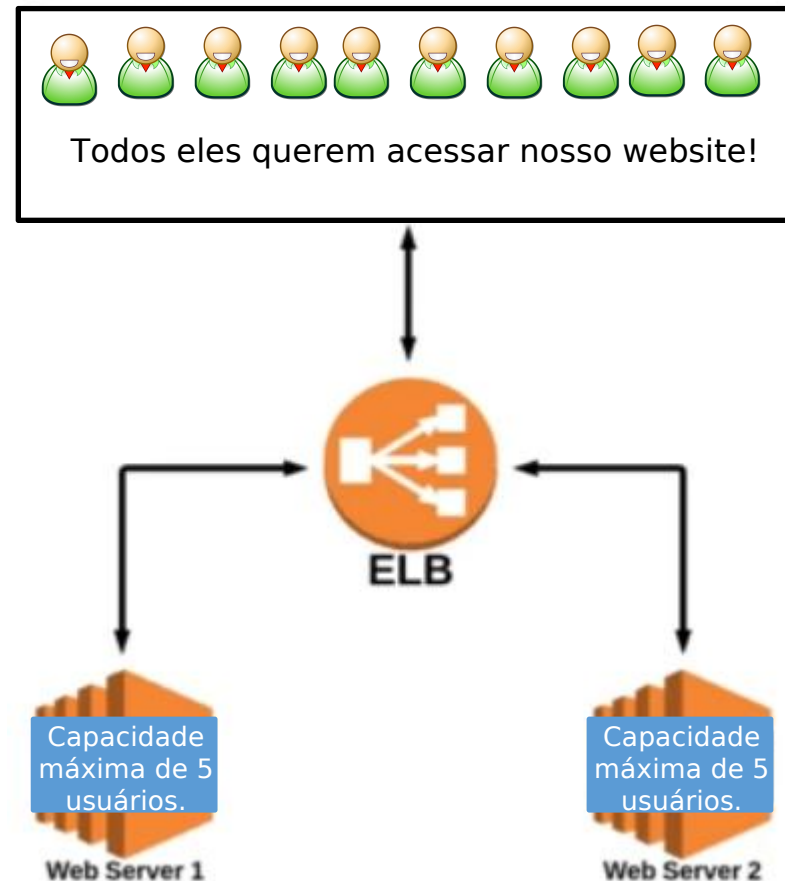 Todos eles querem acessar nosso website!
ELB
Capacidade
máxima de 5
usuários.
Web Server 1
Capacidade
máxima de 5
usuários.
Web Server 2